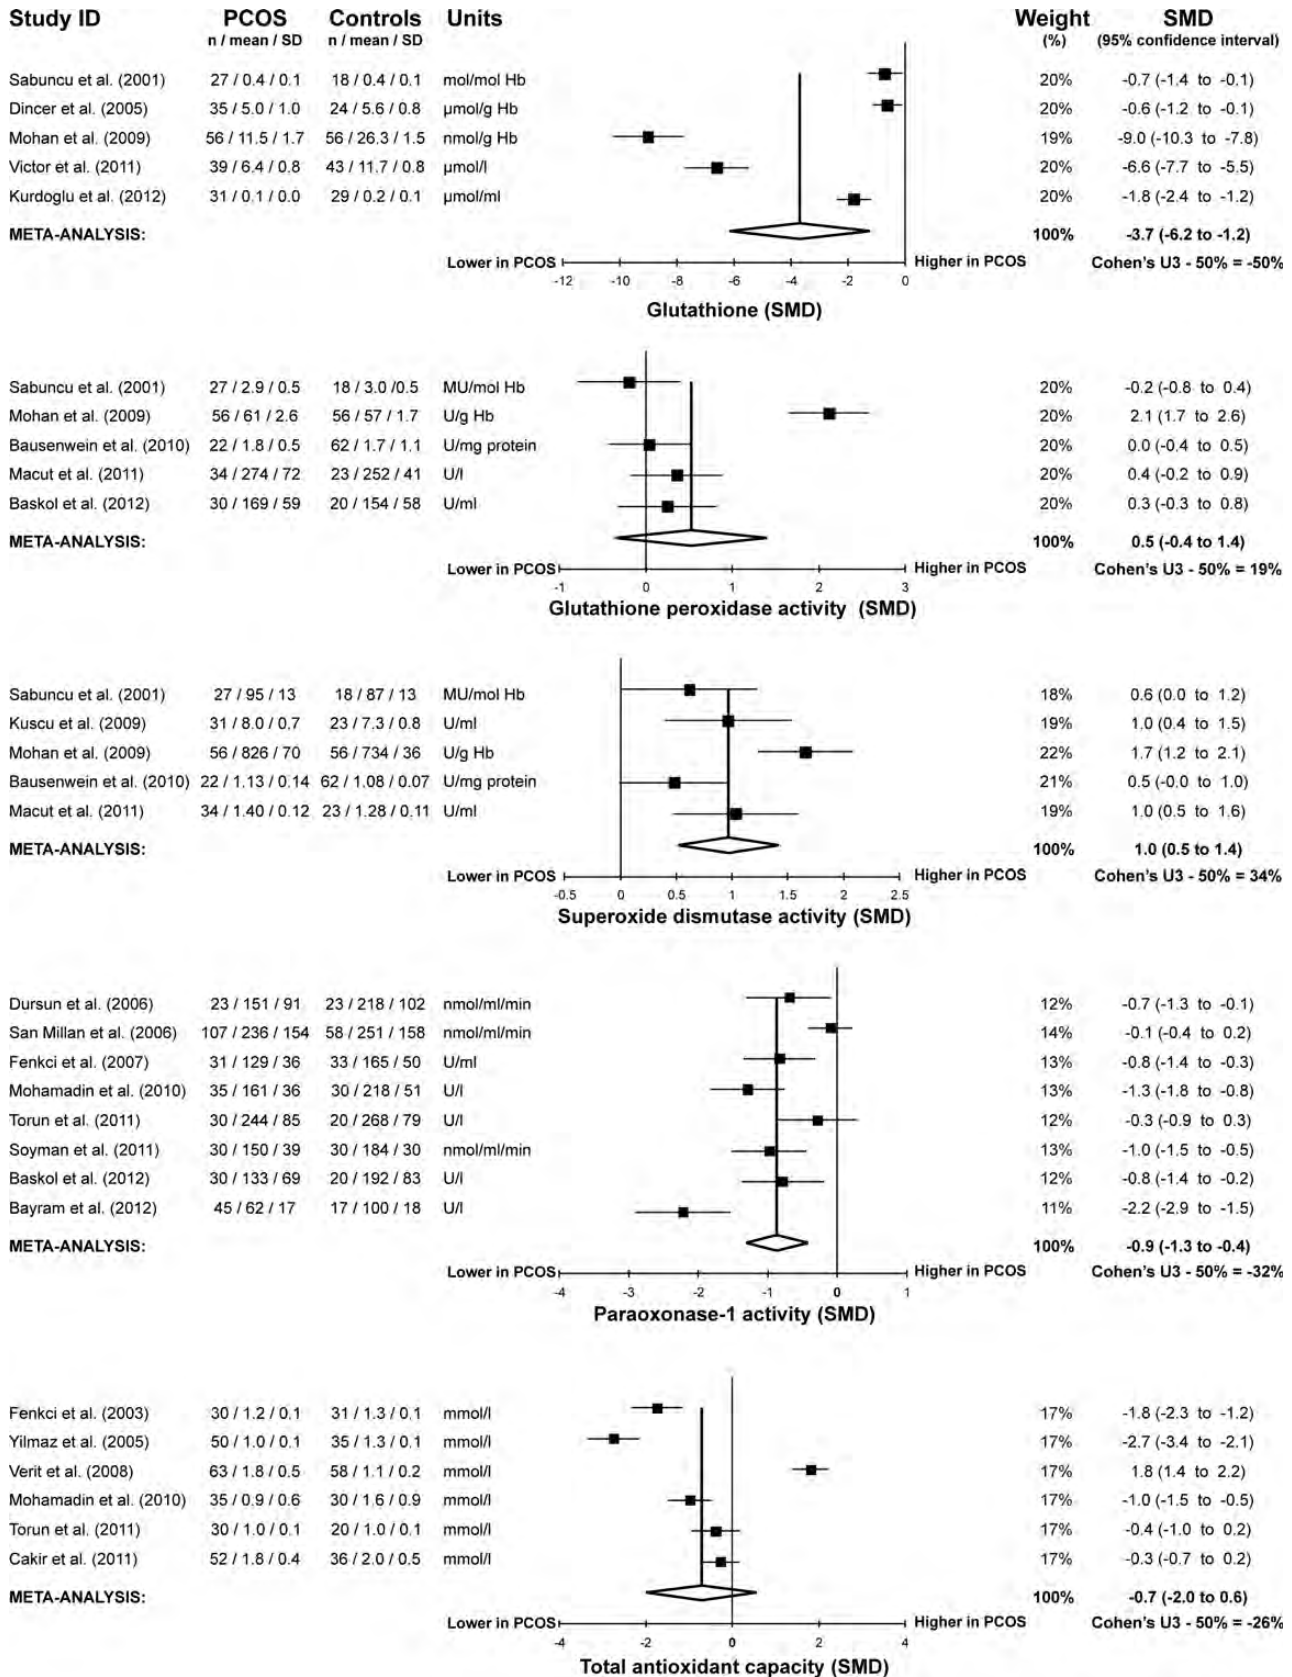 Study ID PCOS Controls Units Weight SMD
n / mean / SD n / mean / SD (%) (95% confidence interval)
Sabuncu et al. (2001) 27 / 0.4 / 0.1 18 / 0.4 / 0.1 mol/mol Hb 20% -0.7 (-1.4 to -0.1)
Dincer et al. (2005) 35 / 5.0 / 1.0 24 / 5.6 / 0.8 µmol/g Hb 20% -0.6 (-1.2 to -0.1)
Mohan et al. (2009) 56 / 11.5 / 1.7 56 / 26.3 / 1.5 nmol/g Hb 19% -9.0 (-10.3 to -7.8)
Victor et al. (2011) 39 / 6.4 / 0.8 43 / 11.7 / 0.8 µmol/l 20% -6.6 (-7.7 to -5.5)
Kurdoglu et al. (2012) 31 / 0.1 / 0.0 29 / 0.2 / 0.1 µmol/ml 20% -1.8 (-2.4 to -1.2)
META-ANALYSIS: 100% -3.7 (-6.2 to -1.2)
Lower in PCOS Higher in PCOS Cohen's U3 - 50% = -50%
-12 -10 -8 -6 -4 -2 0
Glutathione (SMD)
Sabuncu et al. (2001) 27 / 2.9 / 0.5 18 / 3.0 /0.5 MU/mol Hb 20% -0.2 (-0.8 to 0.4)
Mohan et al. (2009) 56 / 61 / 2.6 56 / 57 / 1.7 U/g Hb 20% 2.1 (1.7 to 2.6)
Bausenwein et al. (2010) 22 / 1.8 / 0.5 62 / 1.7 / 1.1 U/mg protein 20% 0.0 (-0.4 to 0.5)
Macut et al. (2011) 34 / 274 / 72 23 / 252 / 41 U/l 20% 0.4 (-0.2 to 0.9)
Baskol et al. (2012) 30 / 169 / 59 20 / 154 / 58 U/ml 20% 0.3 (-0.3 to 0.8)
META-ANALYSIS: 100% 0.5 (-0.4 to 1.4)
Lower in PCOS Higher in PCOS Cohen's U3 - 50% = 19%
-1 0 1 2 3
Glutathione peroxidase activity (SMD)
Sabuncu et al. (2001) 27 / 95 / 13 18 / 87 / 13 MU/mol Hb 18% 0.6 (0.0 to 1.2)
Kuscu et al. (2009) 31 / 8.0 / 0.7 23 / 7.3 / 0.8 U/ml 19% 1.0 (0.4 to 1.5)
Mohan et al. (2009) 56 / 826 / 70 56 / 734 / 36 U/g Hb 22% 1.7 (1.2 to 2.1)
Bausenwein et al. (2010) 22 / 1.13 / 0.14 62 / 1.08 / 0.07 U/mg protein 21% 0.5 (-0.0 to 1.0)
Macut et al. (2011) 34 / 1.40 / 0.12 23 / 1.28 / 0.11 U/ml 19% 1.0 (0.5 to 1.6)
META-ANALYSIS: 100% 1.0 (0.5 to 1.4)
Lower in PCOS Higher in PCOS Cohen's U3 - 50% = 34%
-0.5 0 0.5 1 1.5 2 2.5
Superoxide dismutase activity (SMD)
Dursun et al. (2006) 23 / 151 / 91 23 / 218 / 102 nmol/ml/min 12% -0.7 (-1.3 to -0.1)
San Millan et al. (2006) 107 / 236 / 154 58 / 251 / 158 nmol/ml/min 14% -0.1 (-0.4 to 0.2)
Fenkci et al. (2007) 31 / 129 / 36 33 / 165 / 50 U/ml 13% -0.8 (-1.4 to -0.3)
Mohamadin et al. (2010) 35 / 161 / 36 30 / 218 / 51 U/l 13% -1.3 (-1.8 to -0.8)
Torun et al. (2011) 30 / 244 / 85 20 / 268 / 79 U/l 12% -0.3 (-0.9 to 0.3)
Soyman et al. (2011) 30 / 150 / 39 30 / 184 / 30 nmol/ml/min 13% -1.0 (-1.5 to -0.5)
Baskol et al. (2012) 30 / 133 / 69 20 / 192 / 83 U/l 12% -0.8 (-1.4 to -0.2)
Bayram et al. (2012) 45 / 62 / 17 17 / 100 / 18 U/l 11% -2.2 (-2.9 to -1.5)
META-ANALYSIS: 100% -0.9 (-1.3 to -0.4)
Lower in PCOS Higher in PCOS Cohen's U3 - 50% = -32%
-4 -3 -2 -1 0 1
Paraoxonase-1 activity (SMD)
Fenkci et al. (2003) 30 / 1.2 / 0.1 31 / 1.3 / 0.1 mmol/l 17% -1.8 (-2.3 to -1.2)
Yilmaz et al. (2005) 50 / 1.0 / 0.1 35 / 1.3 / 0.1 mmol/l 17% -2.7 (-3.4 to -2.1)
Verit et al. (2008) 63 / 1.8 / 0.5 58 / 1.1 / 0.2 mmol/l 17% 1.8 (1.4 to 2.2)
Mohamadin et al. (2010) 35 / 0.9 / 0.6 30 / 1.6 / 0.9 mmol/l 17% -1.0 (-1.5 to -0.5)
Torun et al. (2011) 30 / 1.0 / 0.1 20 / 1.0 / 0.1 mmol/l 17% -0.4 (-1.0 to 0.2)
Cakir et al. (2011) 52 / 1.8 / 0.4 36 / 2.0 / 0.5 mmol/l 17% -0.3 (-0.7 to 0.2)
META-ANALYSIS: 100% -0.7 (-2.0 to 0.6)
Lower in PCOS Higher in PCOS Cohen's U3 - 50% = -26%
-4 -2 0 2 4
Total antioxidant capacity (SMD)